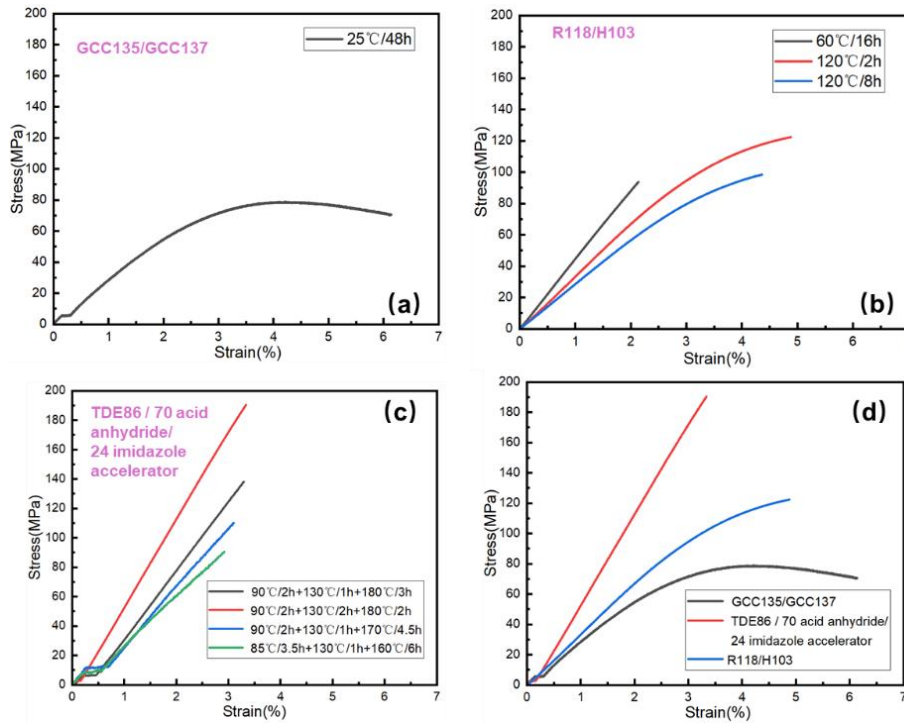 GCC135/GCC137
25℃/48h
200
180
160
140
120
100
80
60
40
20
0
Stress(MPa)
0 1 2 3 4 5 6 7
Strain(%)
(a)
R118/H103
60℃/16h
120℃/2h
120℃/8h
200
180
160
140
120
100
80
60
40
20
0
Stress(MPa)
0 1 2 3 4 5 6
Strain(%)
(b)
TDE86 / 70 acid
anhydride/
24 imidazole
accelerator
90℃/2h+130℃/1h+180℃/3h
90℃/2h+130℃/2h+180℃/2h
90℃/2h+130℃/1h+170℃/4.5h
85℃/3.5h+130℃/1h+160℃/6h
200
180
160
140
120
100
80
60
40
20
0
Stress(MPa)
0 1 2 3 4 5 6 7
Strain(%)
(c)
GCC135/GCC137
TDE86 / 70 acid anhydride/
24 imidazole accelerator
R118/H103
200
180
160
140
120
100
80
60
40
20
0
Stress(MPa)
0 1 2 3 4 5 6 7
Strain(%)
(d)